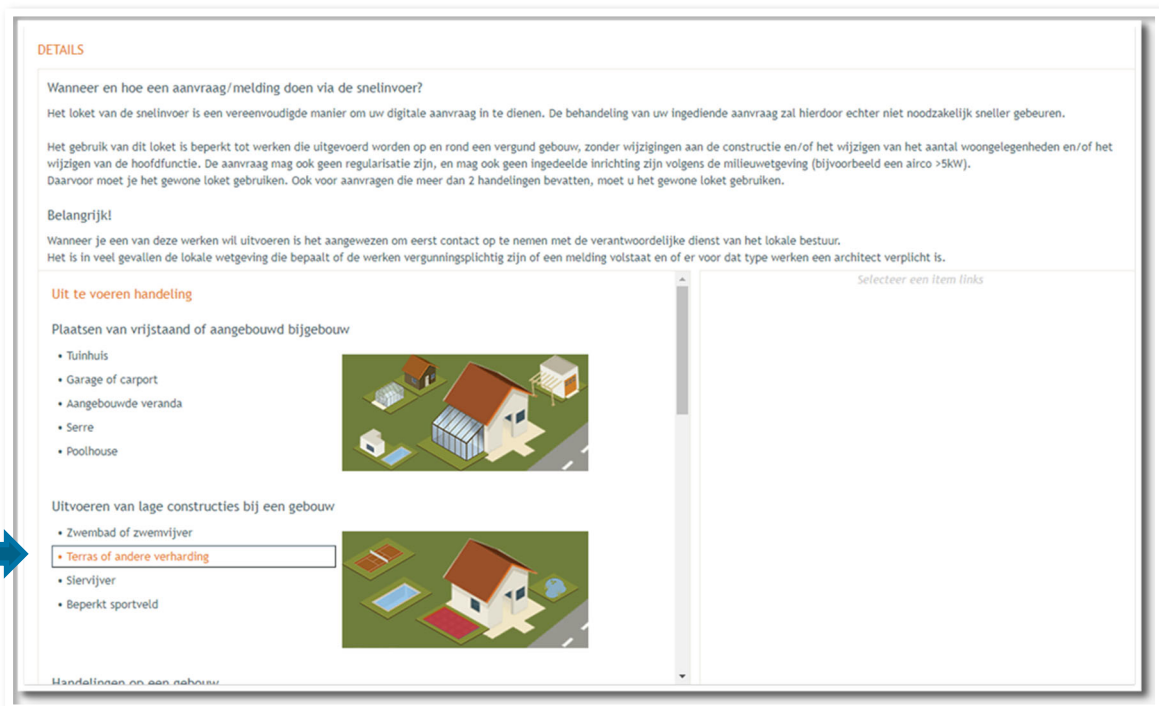 DETAILS
Wanneer en hoe een aanvraag/melding doen via de snelinvoer?
Het loket van de snelinvoer is een vereenvoudigde manier om uw digitale aanvraag in te dienen. De behandeling van uw ingediende aanvraag zal hierdoor echter niet noodzakelijk sneller gebeuren.
Het gebruik van dit loket is beperkt tot werken die uitgevoerd worden op en rond een vergund gebouw, zonder wijzigingen aan de constructie en/of het wijzigen van het aantal woongelegenheden en/of het
wijzigen van de hoofdfunctie. De aanvraag mag ook geen regularisatie zijn, en mag ook geen ingedeelde inrichting zijn volgens de milieuwetgeving (bijvoorbeeld een airco >5kW).
Daarvoor moet je het gewone loket gebruiken. Ook voor aanvragen die meer dan 2 handelingen bevatten, moet u het gewone loket gebruiken.
Belangrijk!
Wanneer je een van deze werken wil uitvoeren is het aangewezen om eerst contact op te nemen met de verantwoordelijke dienst van het lokale bestuur.
Het is in veel gevallen de lokale wetgeving die bepaalt of de werken vergunningsplichtig zijn of een melding volstaat en of er voor dat type werken een architect verplicht is.
Selecteer een item links
Uit te voeren handeling
Plaatsen van vrijstaand of aangebouwd bijgebouw
• Tuinhuis
• Garage of carport
• Aangebouwde veranda
• Serre
• Poolhouse
Uitvoeren van lage constructies bij een gebouw
• Zwembad of zwemvijver
• Terras of andere verharding
• Siervijver
• Beperkt sportveld
Handelingen op een gebouw